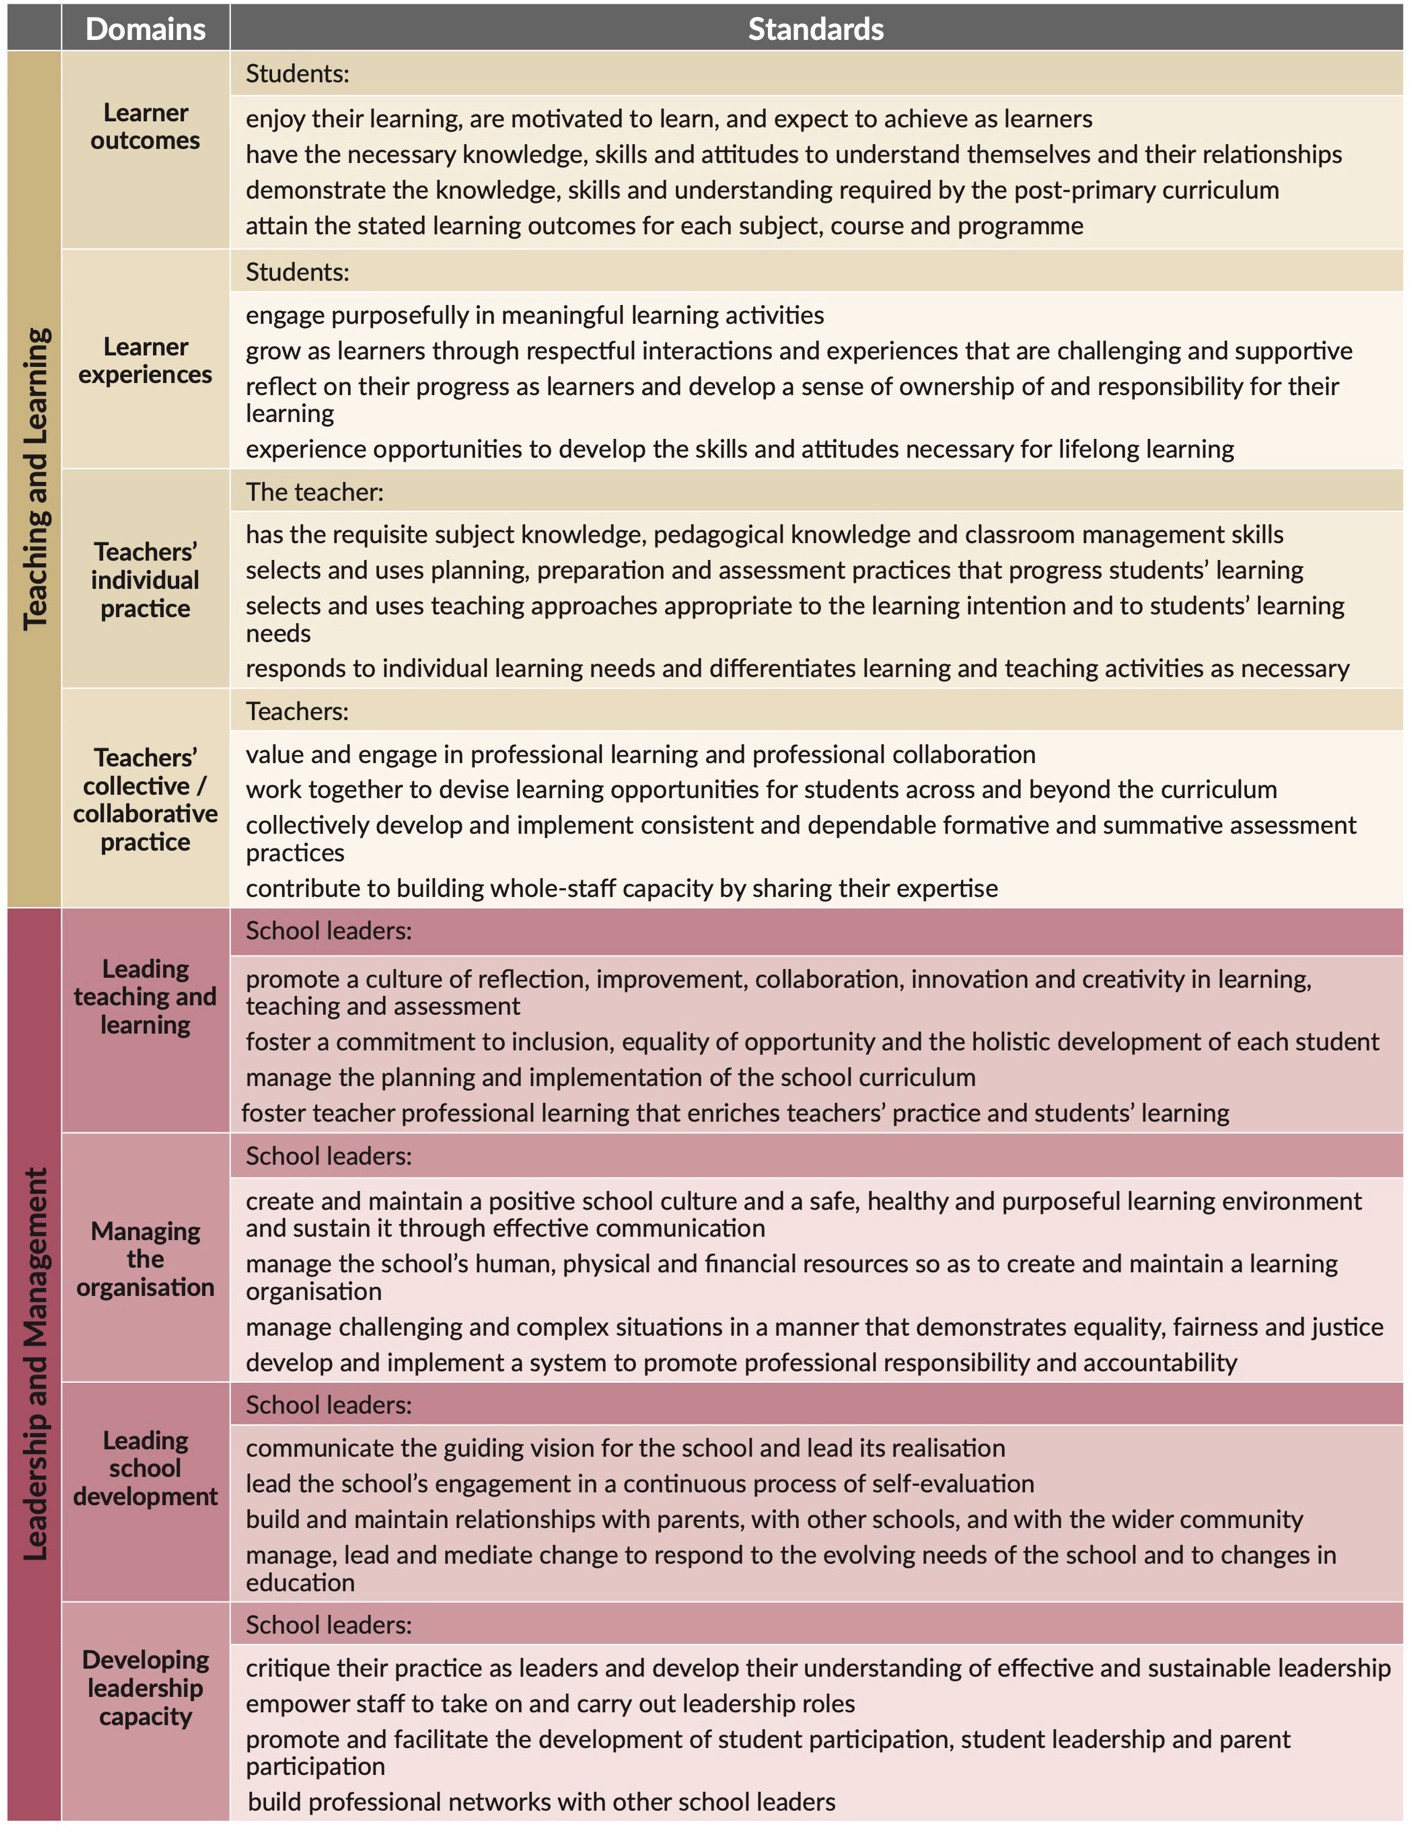 Domains
Standards
Teaching and Learning
Learner
outcomes
Students:
enjoy their learning, are motivated to learn, and expect to achieve as learners
have the necessary knowledge, skills and attitudes to understand themselves and their relationships
demonstrate the knowledge, skills and understanding required by the post-primary curriculum
attain the stated learning outcomes for each subject, course and programme
Learner
experiences
Students:
engage purposefully in meaningful learning activities
grow as learners through respectful interactions and experiences that are challenging and supportive
reflect on their progress as learners and develop a sense of ownership of and responsibility for their
learning
experience opportunities to develop the skills and attitudes necessary for lifelong learning
Teachers’
individual
practice
The teacher:
has the requisite subject knowledge, pedagogical knowledge and classroom management skills
selects and uses planning, preparation and assessment practices that progress students’ learning
selects and uses teaching approaches appropriate to the learning intention and to students’ learning
needs
responds to individual learning needs and differentiates learning and teaching activities as necessary
Teachers’
collective /
collaborative
practice
Teachers:
value and engage in professional learning and professional collaboration
work together to devise learning opportunities for students across and beyond the curriculum
collectively develop and implement consistent and dependable formative and summative assessment
practices
contribute to building whole-staff capacity by sharing their expertise
Leadership and Management
Leading
teaching and
learning
School leaders:
promote a culture of reflection, improvement, collaboration, innovation and creativity in learning,
teaching and assessment
foster a commitment to inclusion, equality of opportunity and the holistic development of each student
manage the planning and implementation of the school curriculum
foster teacher professional learning that enriches teachers’ practice and students’ learning
Managing
the
organisation
School leaders:
create and maintain a positive school culture and a safe, healthy and purposeful learning environment
and sustain it through effective communication
manage the school’s human, physical and financial resources so as to create and maintain a learning
organisation
manage challenging and complex situations in a manner that demonstrates equality, fairness and justice
develop and implement a system to promote professional responsibility and accountability
Leading
school
development
School leaders:
communicate the guiding vision for the school and lead its realisation
lead the school’s engagement in a continuous process of self-evaluation
build and maintain relationships with parents, with other schools, and with the wider community
manage, lead and mediate change to respond to the evolving needs of the school and to changes in
education
Developing
leadership
capacity
School leaders:
critique their practice as leaders and develop their understanding of effective and sustainable leadership
empower staff to take on and carry out leadership roles
promote and facilitate the development of student participation, student leadership and parent
participation
build professional networks with other school leaders